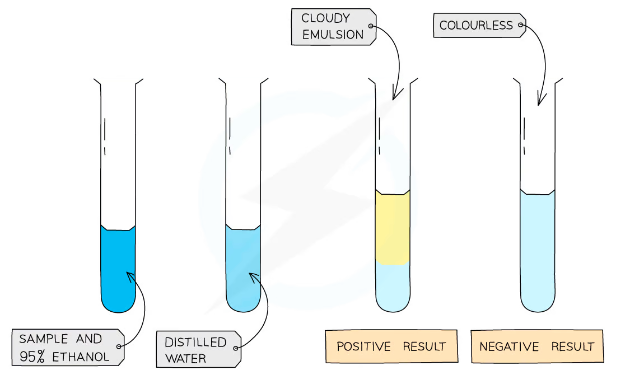 CLOUDY
EMULSION
COLOURLESS
SAMPLE AND
95% ETHANOL
DISTILLED
WATER
POSITIVE RESULT
NEGATIVE RESULT